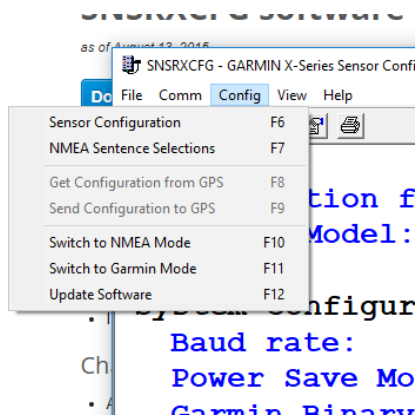 SNSRXCFG software
as of August 13, 2015
SNSRXCFG - GARMIN X-Series Sensor Confi
Do
File Comm Config View Help
Sensor Configuration F6
NMEA Sentence Selections F7
Get Configuration from GPS F8
Send Configuration to GPS F9
tion f
Model:
Switch to NMEA Mode F10
Switch to Garmin Mode F11
Update Software F12
System Configur
Baud rate:
Ch
Power Save Mo
Garmin Binary